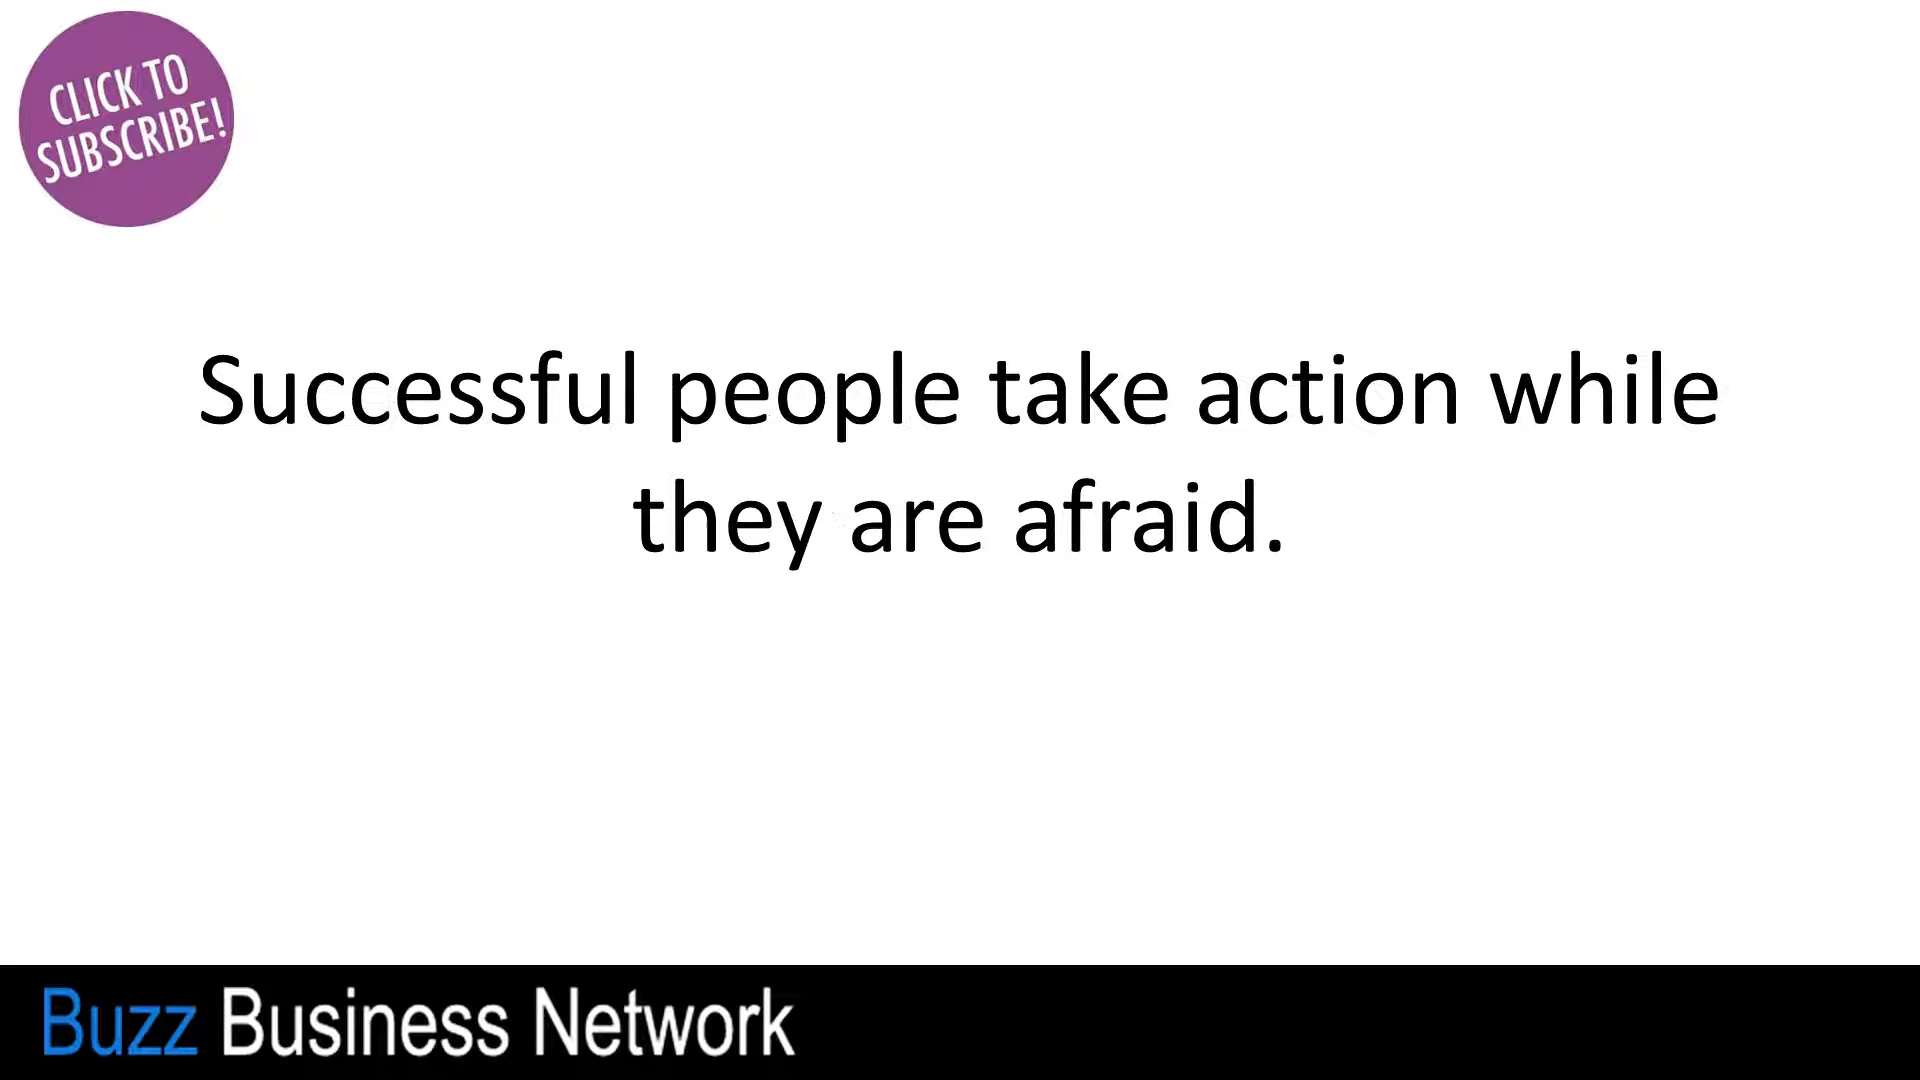 CLICK TO
SUBSCRIBE!
Successful people take action while
they are afraid.
Buzz Business Network